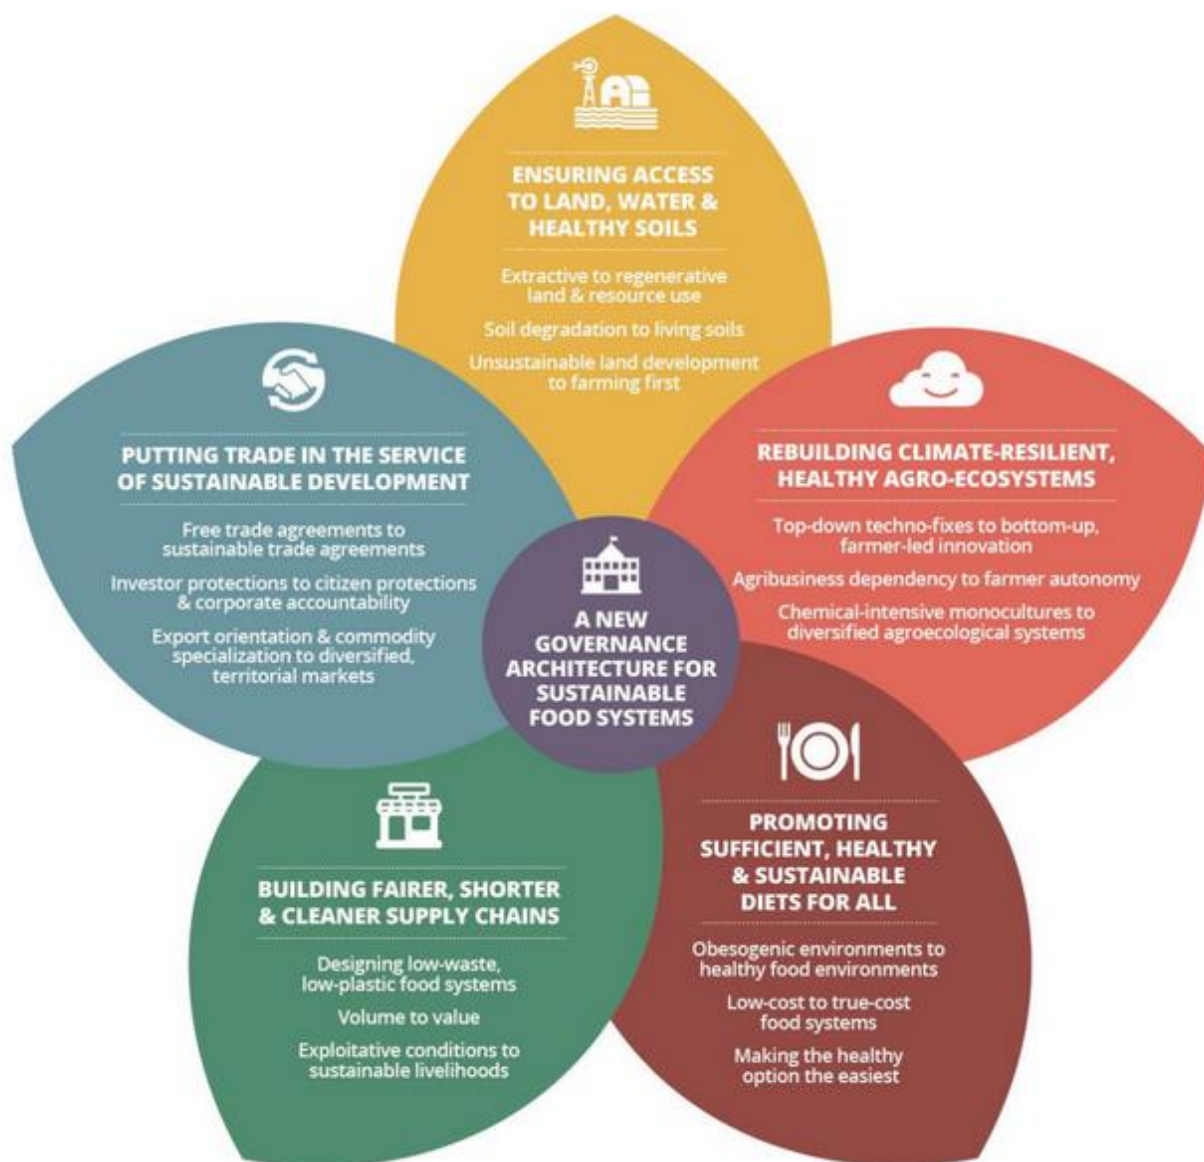 ENSURING ACCESS
TO LAND, WATER &
HEALTHY SOILS
Extractive to regenerative
land & resource use
Soil degradation to living soils
Unsustainable land development
to farming first
REBUILDING CLIMATE-RESILIENT,
HEALTHY AGRO-ECOSYSTEMS
Top-down techno-fixes to bottom-up,
farmer-led innovation
Agribusiness dependency to farmer autonomy
Chemical-intensive monocultures to
diversified agroecological systems
PROMOTING
SUFFICIENT, HEALTHY
& SUSTAINABLE
DIETS FOR ALL
Obesogenic environments to
healthy food environments
Low-cost to true-cost
food systems
Making the healthy
option the easiest
BUILDING FAIRER, SHORTER
& CLEANER SUPPLY CHAINS
Designing low-waste,
low-plastic food systems
Volume to value
Exploitative conditions to
sustainable livelihoods
PUTTING TRADE IN THE SERVICE
OF SUSTAINABLE DEVELOPMENT
Free trade agreements to
sustainable trade agreements
Investor protections to citizen protections
& corporate accountability
Export orientation & commodity
specialization to diversified,
territorial markets
A NEW
GOVERNANCE
ARCHITECTURE FOR
SUSTAINABLE
FOOD SYSTEMS